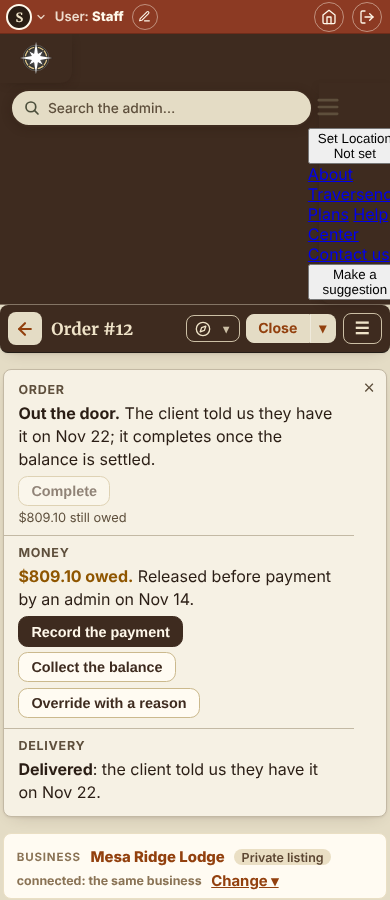 S User: Staff
Search the admin...
Set Location
Not set
About
Plans Help
Center
Contact us
Make a
suggestion
Order #12
Close ▾
ORDER
×
Out the door. The client told us they have
it on Nov 22; it completes once the
balance is settled.
Complete
$809.10 still owed
MONEY
$809.10 owed. Released before payment
by an admin on Nov 14.
Record the payment
Collect the balance
Override with a reason
DELIVERY
Delivered: the client told us they have it
on Nov 22.
BUSINESS Mesa Ridge Lodge Private listing
connected: the same business Change ▾